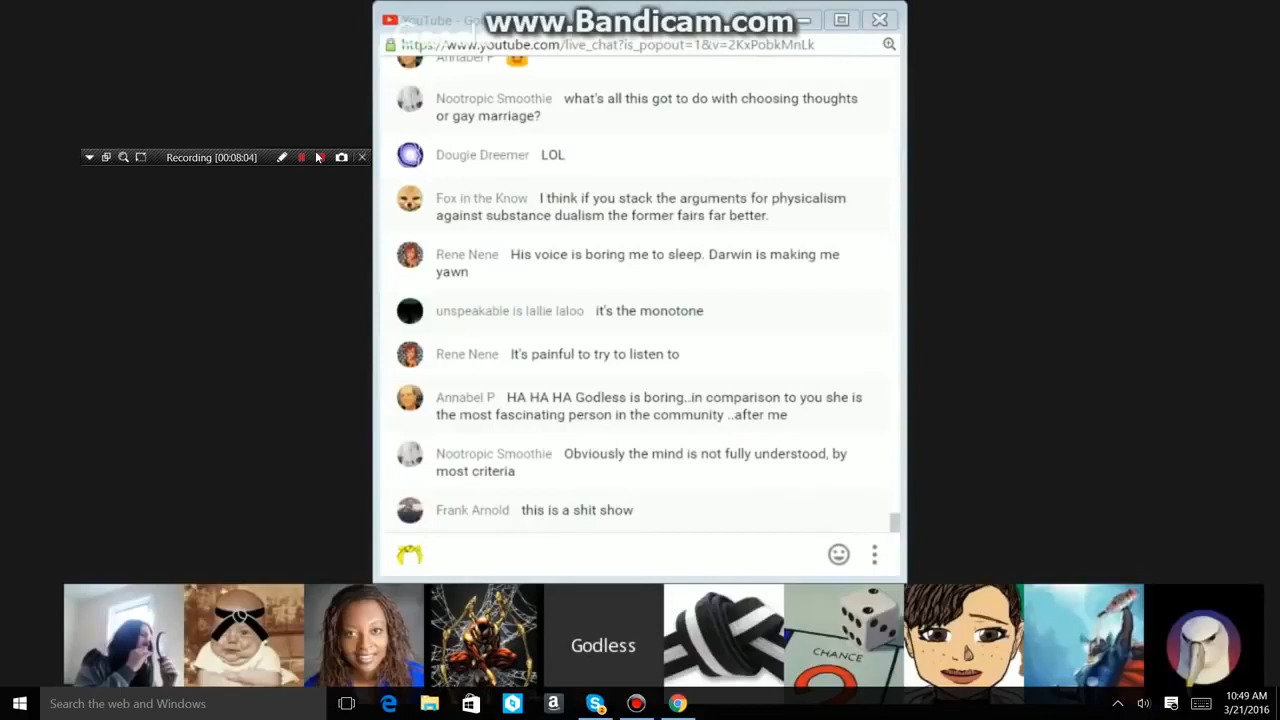 www.Bandicam.com
YouTube - Go
https://www.youtube.com/live_chat?is_popout=1&v=2KxPobkMnLk
Annabel P
Nootropic Smoothie what's all this got to do with choosing thoughts
or gay marriage?
Recording [00:08:04]
Dougie Dreemer LOL
Fox in the Know I think if you stack the arguments for physicalism
against substance dualism the former fairs far better.
Rene Nene His voice is boring me to sleep. Darwin is making me
yawn
unspeakable is lallie laloo it's the monotone
Rene Nene It's painful to try to listen to
Annabel P HA HA HA Godless is boring..in comparison to you she is
the most fascinating person in the community ..after me
Nootropic Smoothie Obviously the mind is not fully understood, by
most criteria
Frank Arnold this is a shit show
Godless
CHANCE
?
Search the web and Windows
10:49 AM
3/21/2016